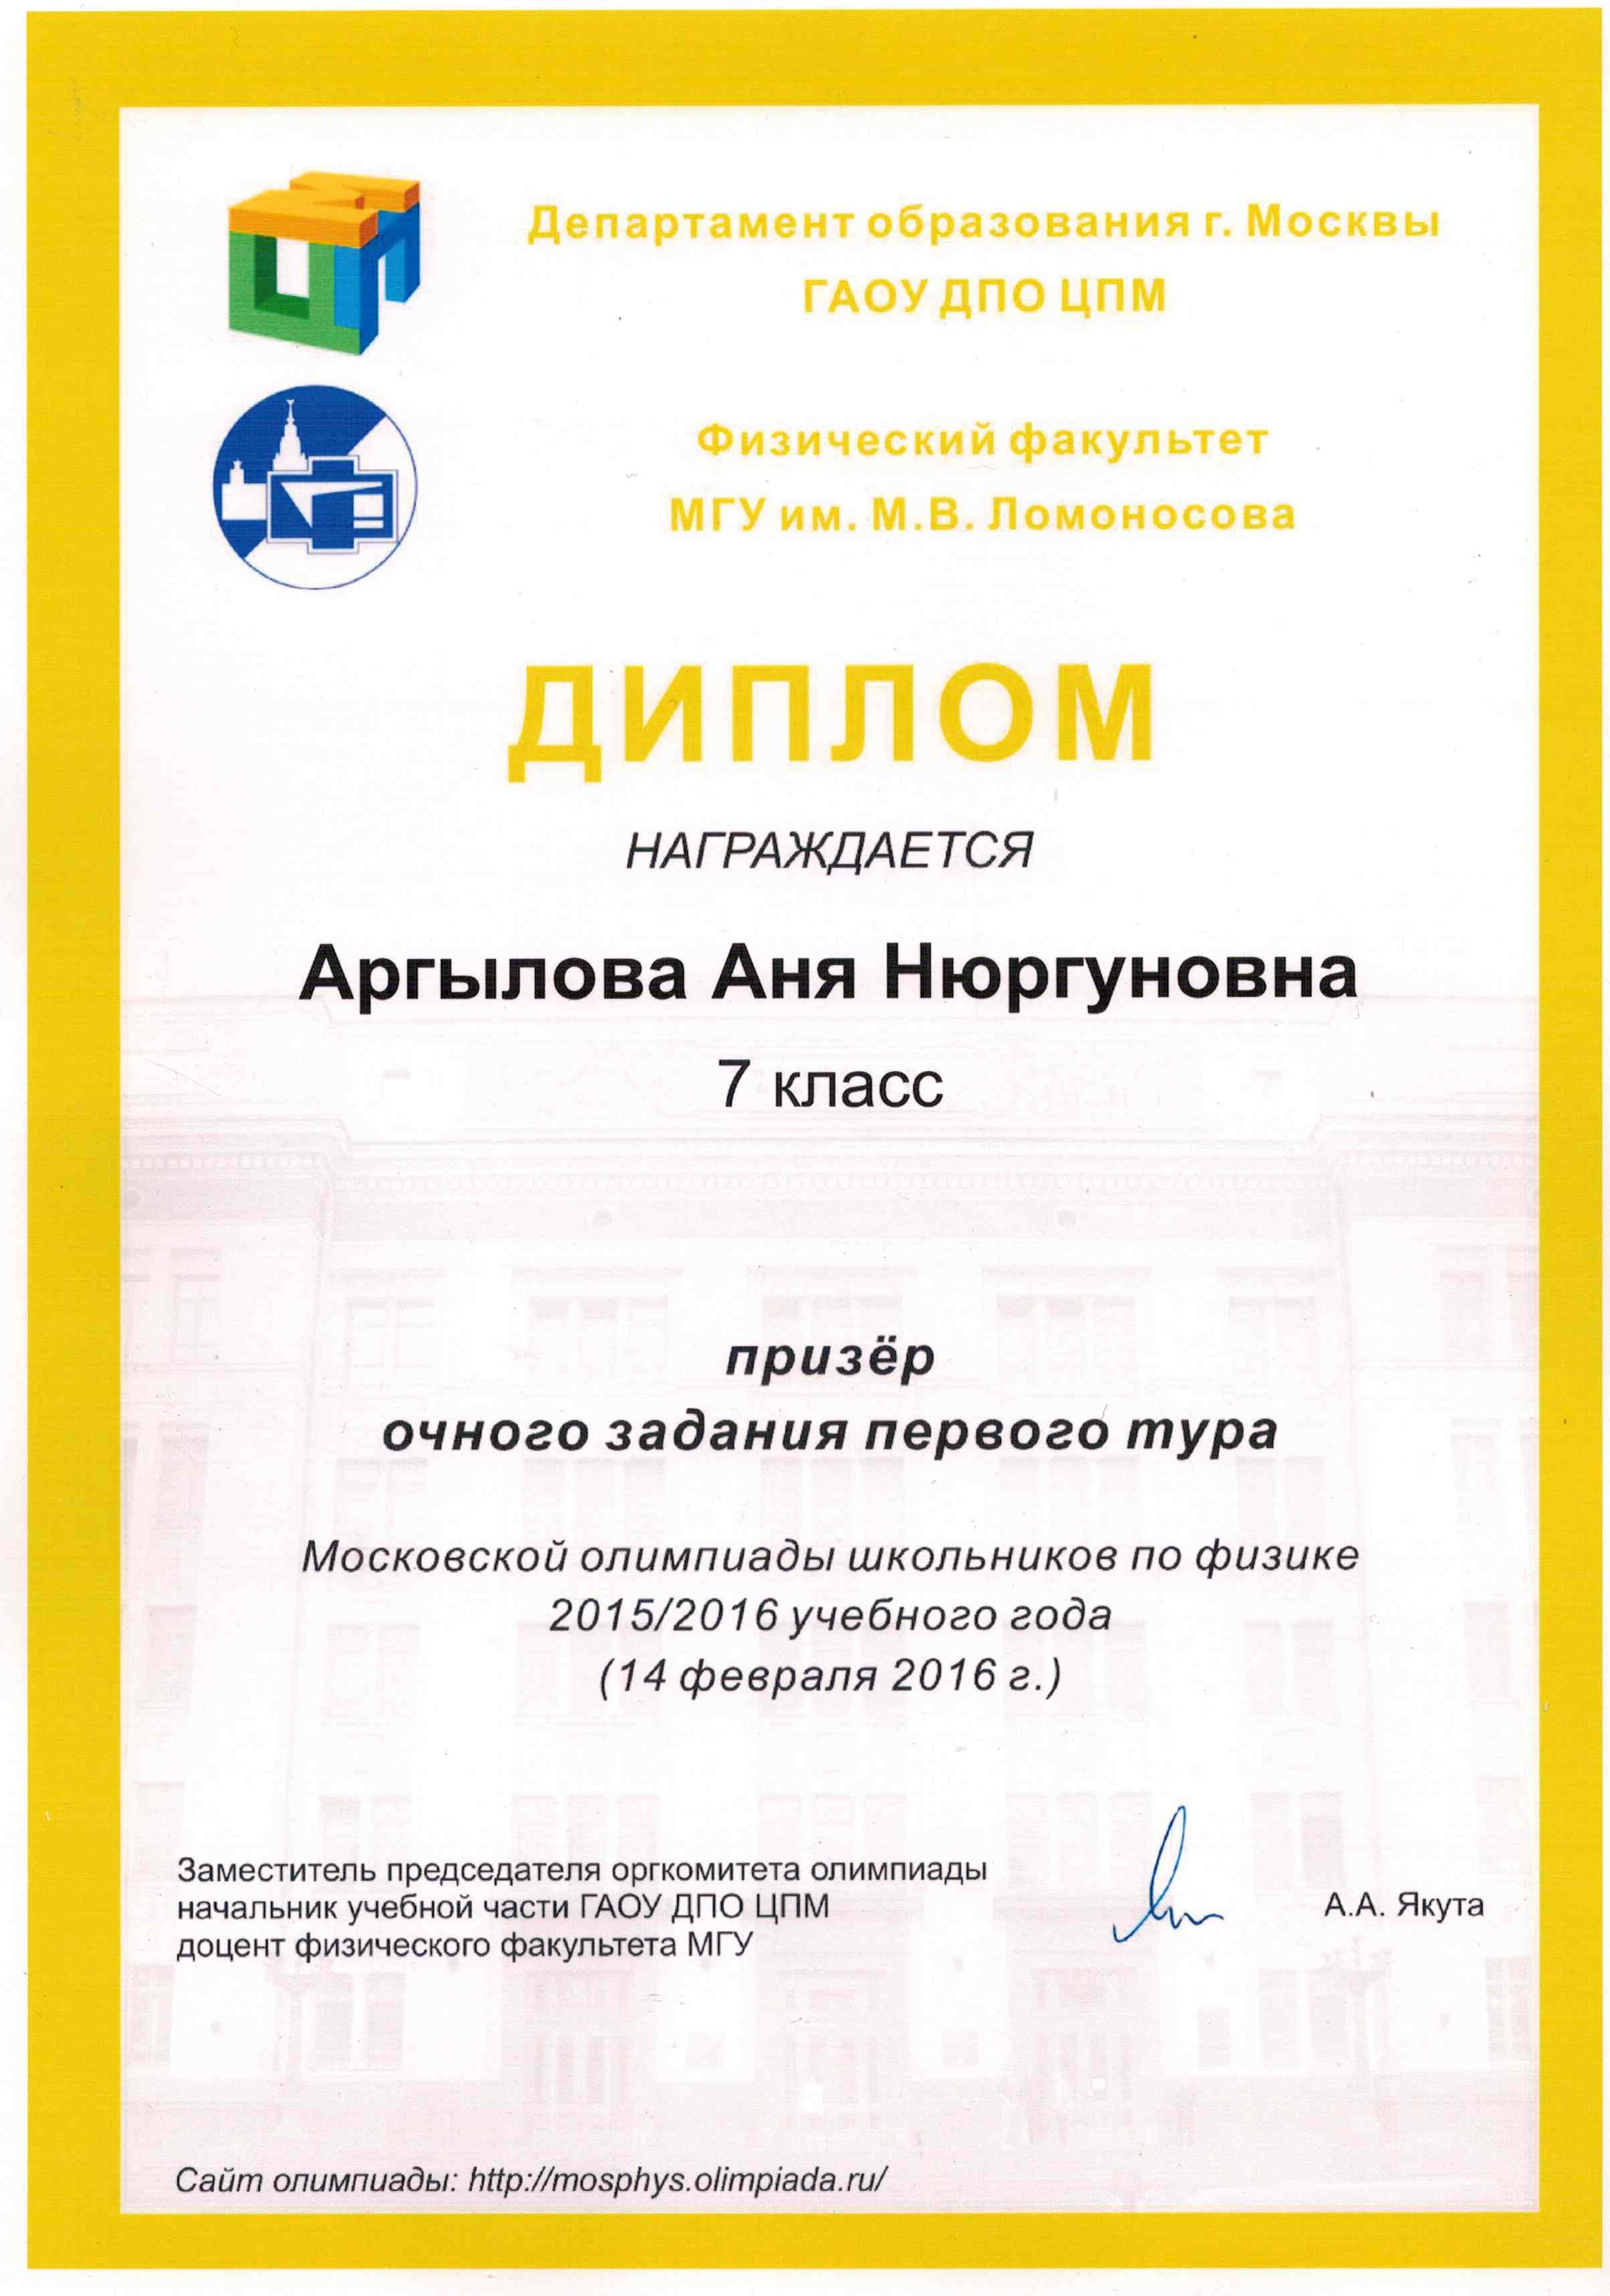 Департамент образования г. Москвы
ГАОУ ДПО ЦПМ
Физический факультет
МГУ им. М.В. Ломоносова
ДИПЛОМ
НАГРАЖДАЕТСЯ
Аргылова Аня Нюргуновна
7 класс
призёр
очного задания первого тура
Московской олимпиады школьников по физике
2015/2016 учебного года
(14 февраля 2016 г.)
Заместитель председателя оргкомитета олимпиады
начальник учебной части ГАОУ ДПО ЦПМ
доцент физического факультета МГУ
А.А. Якута
Сайт олимпиады: http://mosphys.olimpiada.ru/